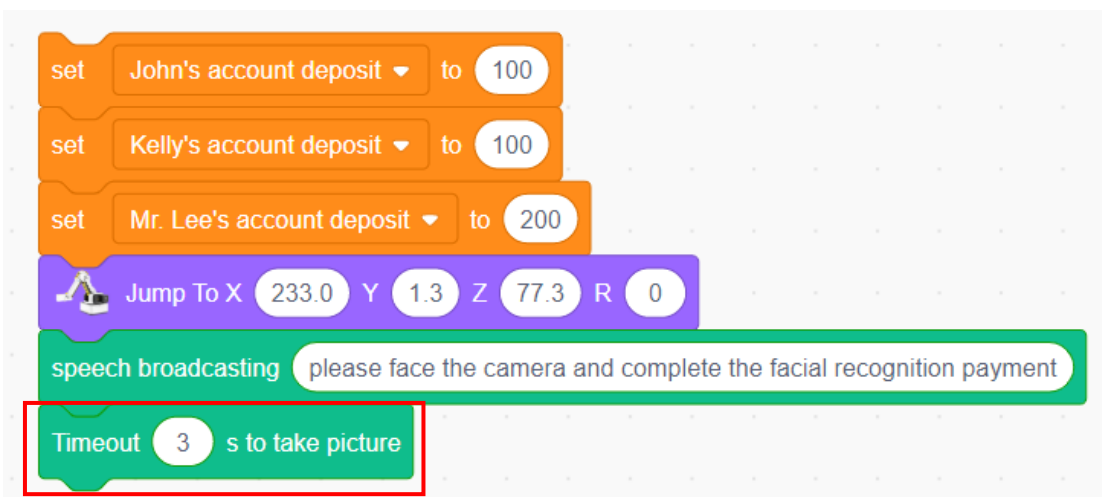 set John's account deposit to 100
set Kelly's account deposit to 100
set Mr. Lee's account deposit to 200
Jump To X 233.0 Y 1.3 Z 77.3 R 0
speech broadcasting please face the camera and complete the facial recognition payment
Timeout 3 s to take picture